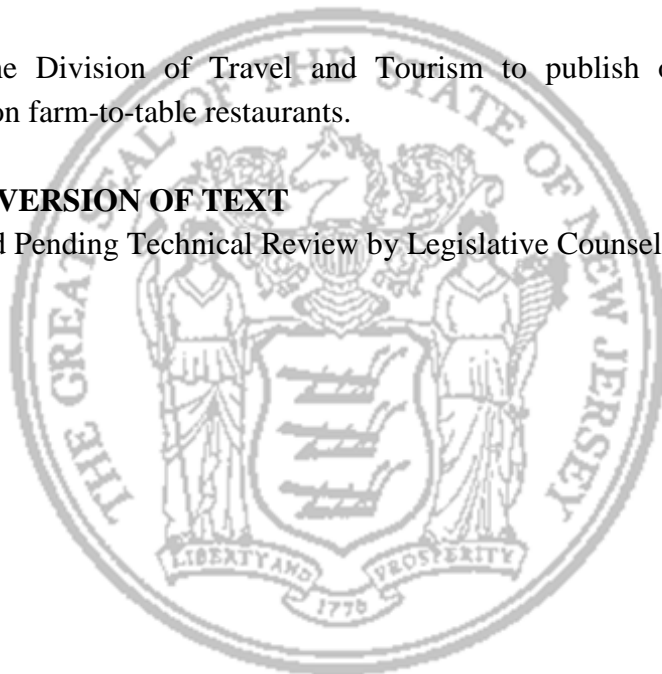 he Division of Travel and Tourism to publish
on farm-to-table restaurants.
VERSION OF TEXT
d Pending Technical Review by Legislative Counsel
THE GREAT SEAL OF THE STATE OF NEW JERSEY
LIBERTY AND PROSPERITY
1776